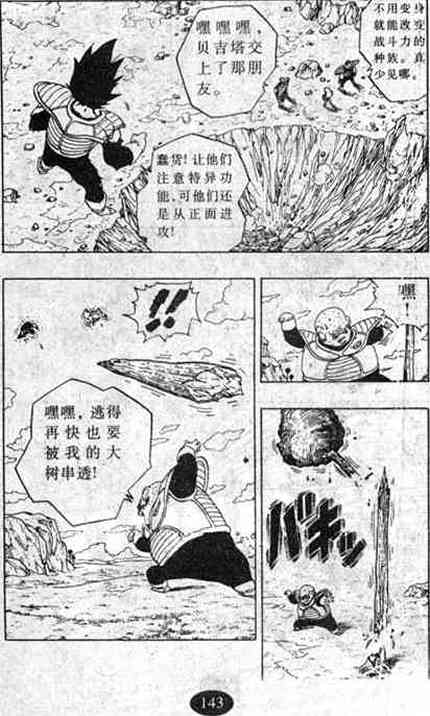 不用变身
就能改变
战斗力的
种族。真
少见哪。
嘿嘿嘿，
贝吉塔交
上了那朋
友。
蠢货！让他们
注意特异功
能，可他们还
是从正面进
攻！
嘿
バキッ
!!
嘿嘿，逃得
再快也要
被我的大
树串透！
143